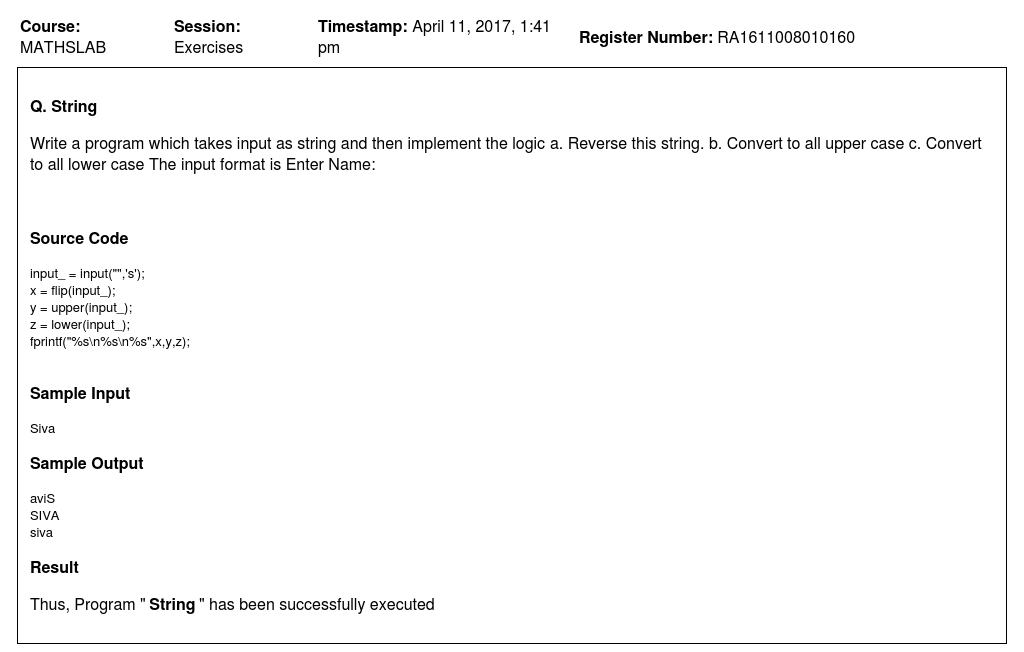 Course:
MATHSLAB
Session:
Exercises
Timestamp: April 11, 2017, 1:41
pm
Register Number: RA1611008010160
Q. String
Write a program which takes input as string and then implement the logic a. Reverse this string. b. Convert to all upper case c. Convert
to all lower case The input format is Enter Name:
Source Code
input_ = input("",'s');
x = flip(input_);
y = upper(input_);
z = lower(input_);
fprintf("%s\n%s\n%s",x,y,z);
Sample Input
Siva
Sample Output
aviS
SIVA
siva
Result
Thus, Program " String " has been successfully executed